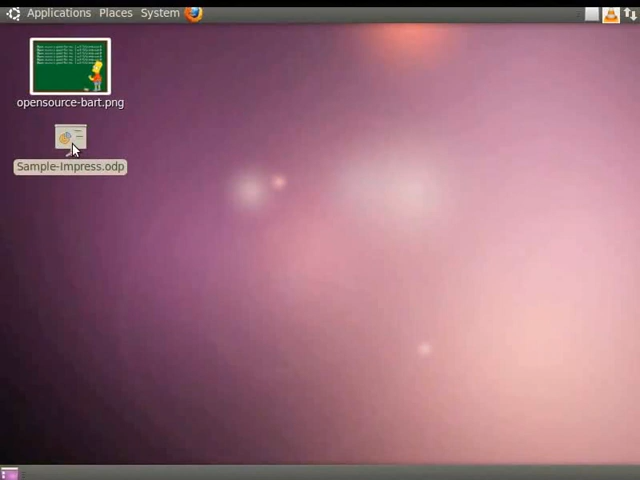 Applications Places System
opensource-bart.png
Sample-Impress.odp